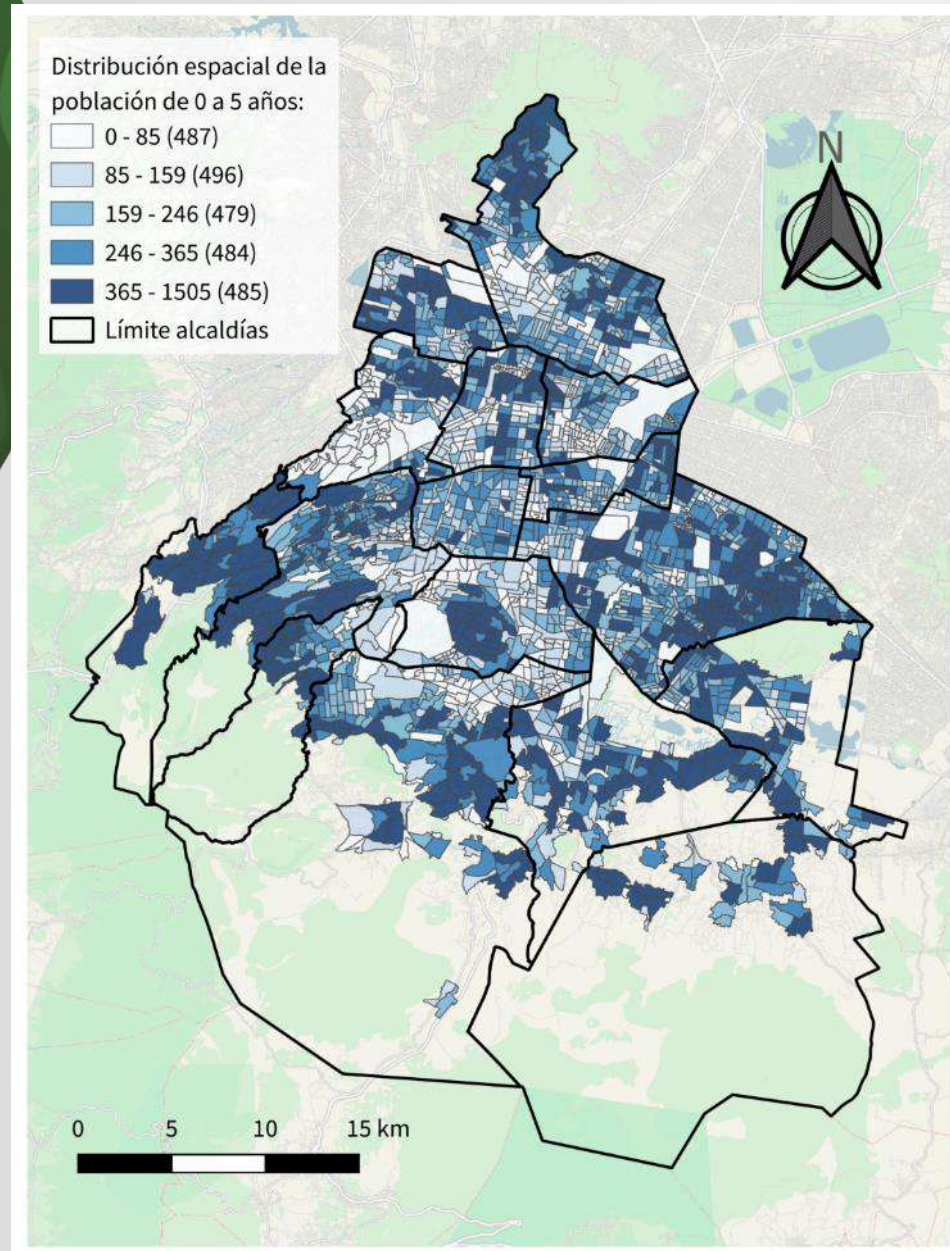 Distribución espacial de la
población de 0 a 5 años:
0 - 85 (487)
85 - 159 (496)
159 - 246 (479)
246 - 365 (484)
365 - 1505 (485)
Límite alcaldías
N
0 5 10 15 km